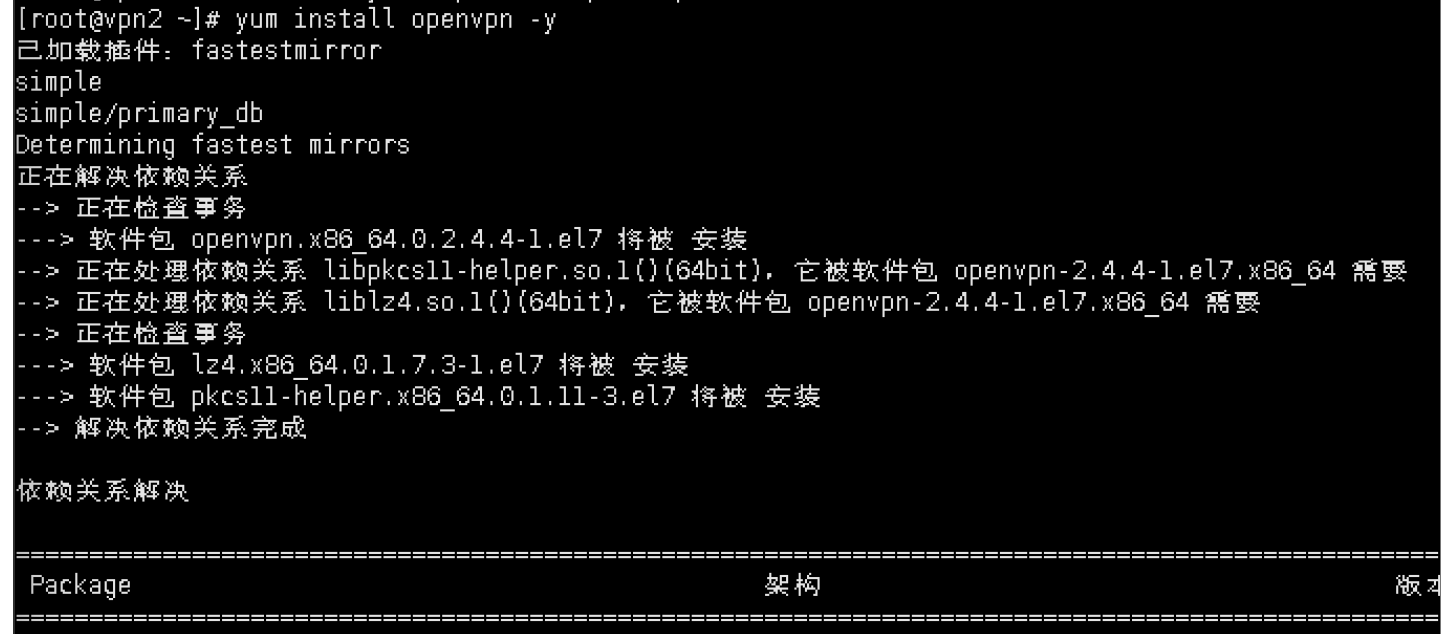 [root@vpn2 ~]# yum install openvpn -y
已加载插件：fastestmirror
simple
simple/primary_db
Determining fastest mirrors
正在解决依赖关系
--> 正在检查事务
---> 软件包 openvpn.x86_64.0.2.4.4-1.el7 将被 安装
--> 正在处理依赖关系 libpkcs11-helper.so.1()(64bit)，它被软件包 openvpn-2.4.4-1.el7.x86_64 需要
--> 正在处理依赖关系 liblz4.so.1()(64bit)，它被软件包 openvpn-2.4.4-1.el7.x86_64 需要
--> 正在检查事务
---> 软件包 lz4.x86_64.0.1.7.3-1.el7 将被 安装
---> 软件包 pkcs11-helper.x86_64.0.1.11-3.el7 将被 安装
--> 解决依赖关系完成
依赖关系解决
================================================================================================
Package 架构 版本
================================================================================================